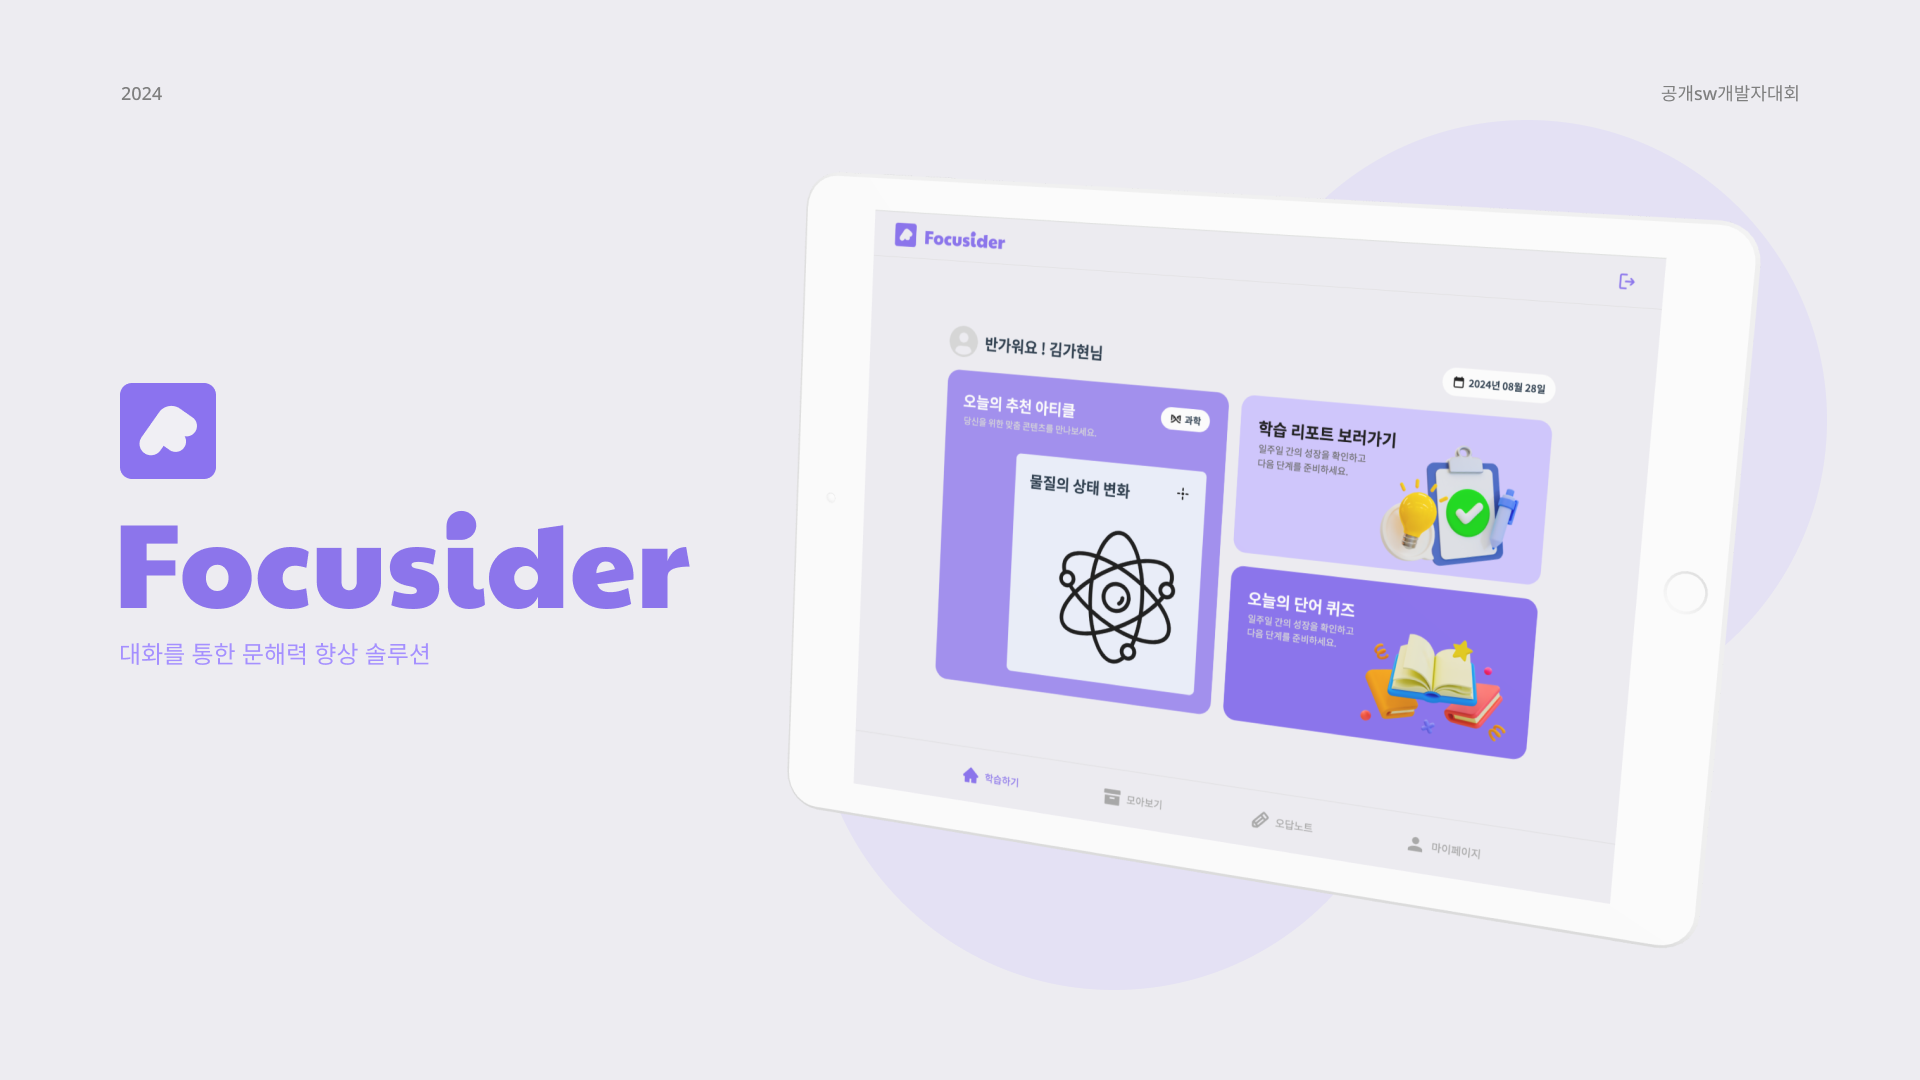 2024
공개sw개발자대회
Focusider
대화를 통한 문해력 향상 솔루션
Focusider
반가워요 ! 김가현님
2024년 08월 28일
오늘의 추천 아티클
당신을 위한 맞춤 콘텐츠를 만나보세요.
과학
물질의 상태 변화
학습 리포트 보러가기
일주일 간의 성장을 확인하고
다음 단계를 준비하세요.
오늘의 단어 퀴즈
일주일 간의 성장을 확인하고
다음 단계를 준비하세요.
학습하기
모아보기
오답노트
마이페이지